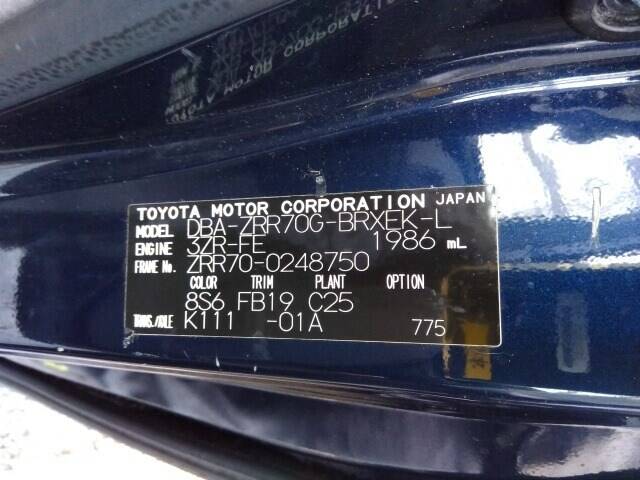 TOYOTA MOTOR CORPORATION JAPAN
MODEL DBA-ZRR70G-BRXEK-L
ENGINE 3ZR-FE 1986 mL
FRAME No. ZRR70-0248750
COLOR TRIM PLANT OPTION
8S6 FB19 C25
TRANS./AXLE K111 -01A 775